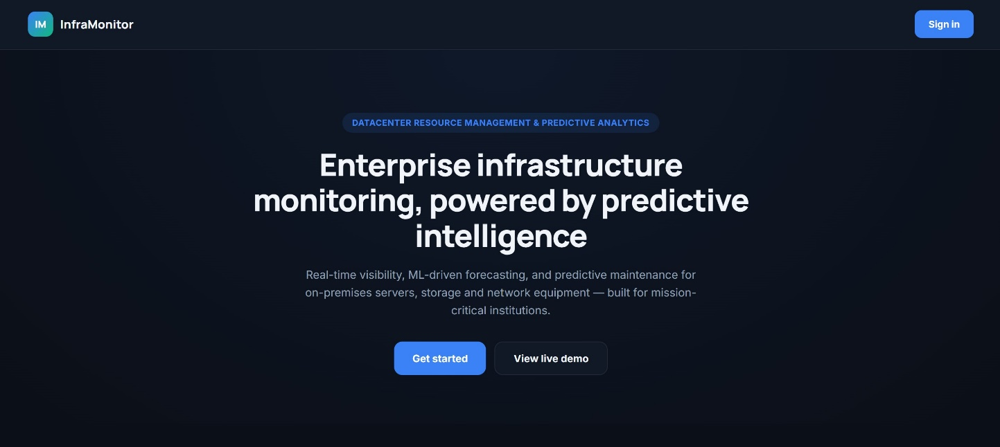 IM InfraMonitor
Sign in
DATACENTER RESOURCE MANAGEMENT & PREDICTIVE ANALYTICS
Enterprise infrastructure
monitoring, powered by predictive
intelligence
Real-time visibility, ML-driven forecasting, and predictive maintenance for
on-premises servers, storage and network equipment — built for mission-
critical institutions.
Get started
View live demo